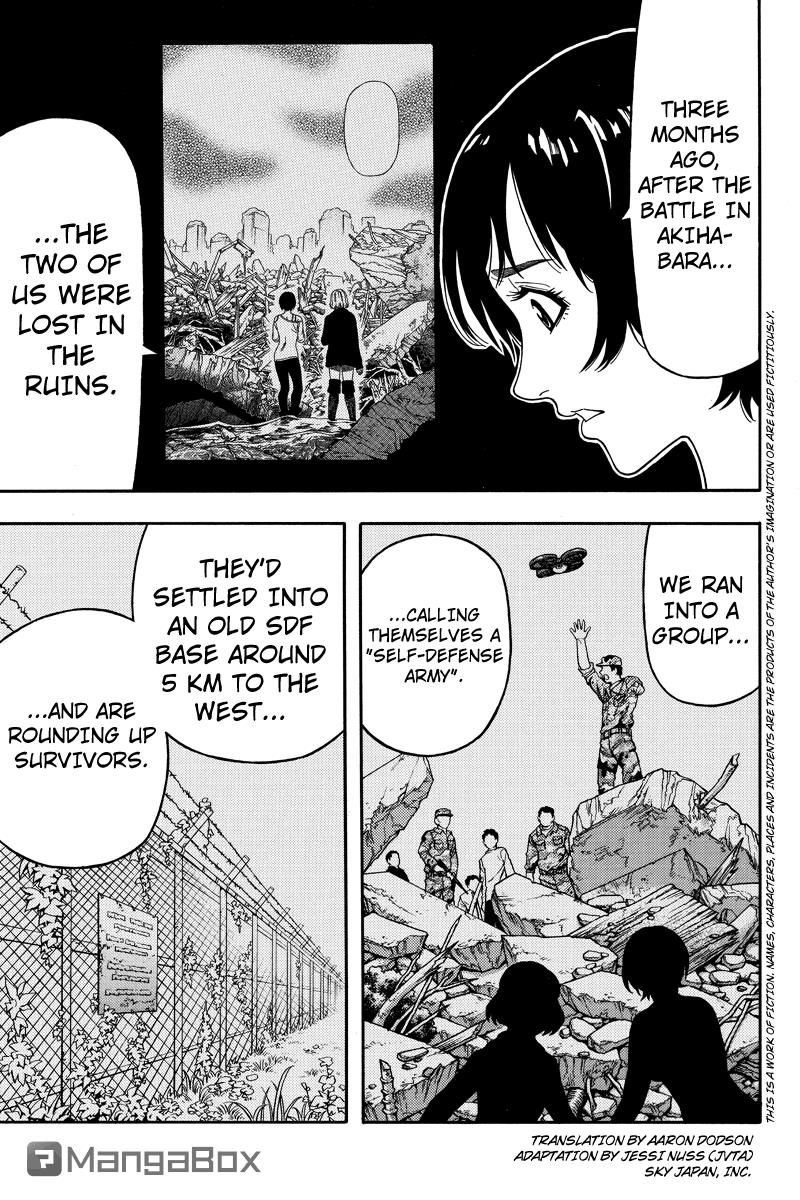 THREE
MONTHS
AGO,
AFTER THE
BATTLE IN
AKIHA-
BARA...
...THE
TWO OF
US WERE
LOST IN
THE
RUINS.
WE RAN
INTO A
GROUP...
...CALLING
THEMSELVES A
"SELF-DEFENSE
ARMY".
THEY'D
SETTLED INTO
AN OLD SDF
BASE AROUND
5 KM TO THE
WEST...
...AND ARE
ROUNDING UP
SURVIVORS.
THIS IS A WORK OF FICTION. NAMES, CHARACTERS, PLACES AND INCIDENTS ARE THE PRODUCTS OF THE AUTHOR'S IMAGINATION OR ARE USED FICTITIOUSLY.
TRANSLATION BY AARON DODSON
ADAPTATION BY JESSI NUSS (JVTA)
SKY JAPAN, INC.
MangaBox